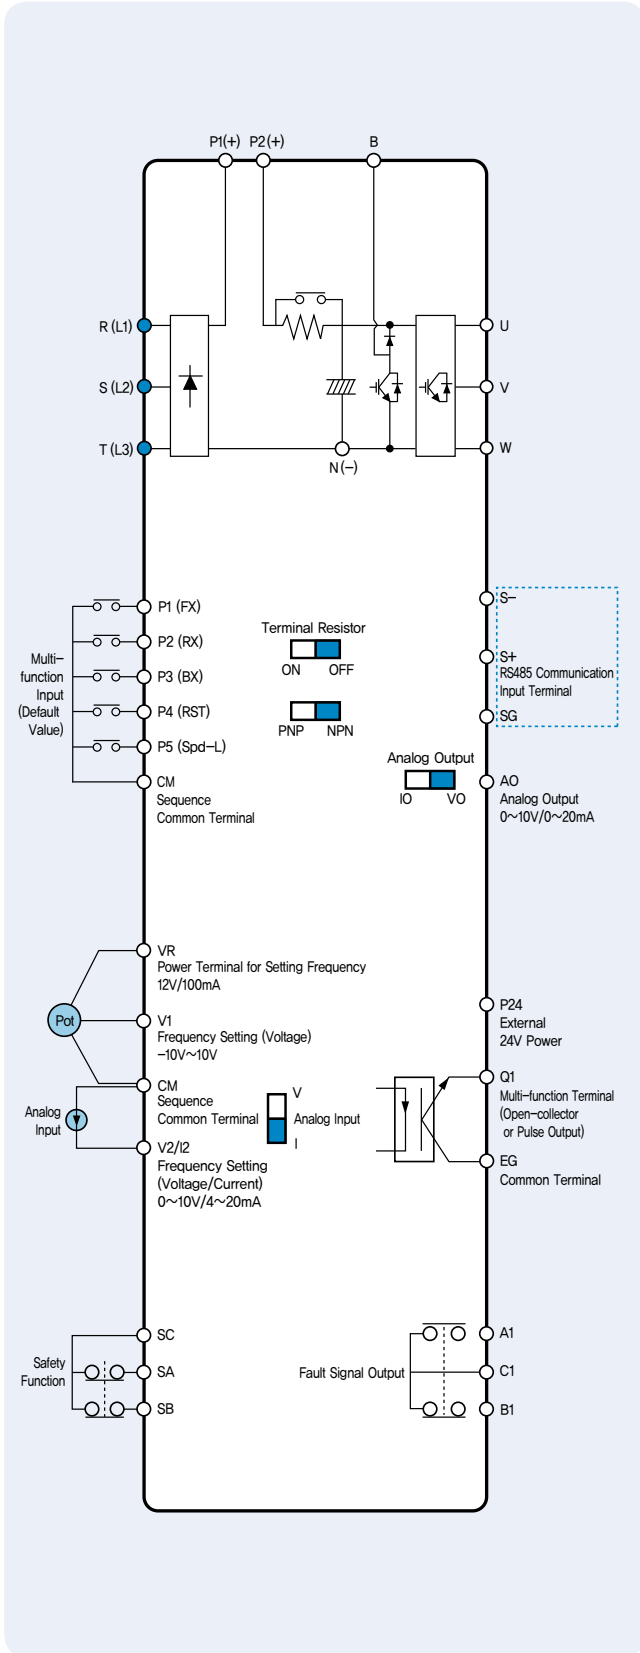 P1(+) P2(+) B
R (L1)
S (L2)
T (L3)
U
V
W
N(−)
Multi−
function
Input
(Default
Value)
P1 (FX)
P2 (RX)
P3 (BX)
P4 (RST)
P5 (Spd−L)
CM
Sequence
Common Terminal
Terminal Resistor
ON OFF
PNP NPN
Analog Output
IO VO
S−
S+
RS485 Communication
Input Terminal
SG
AO
Analog Output
0~10V/0~20mA
Pot
VR
Power Terminal for Setting Frequency
12V/100mA
V1
Frequency Setting (Voltage)
−10V~10V
Analog
Input
CM
Sequence
Common Terminal
V2/I2
Frequency Setting
(Voltage/Current)
0~10V/4~20mA
V
Analog Input
I
P24
External
24V Power
Q1
Multi-function Terminal
(Open-collector
or Pulse Output)
EG
Common Terminal
Safety
Function
SC
SA
SB
Fault Signal Output
A1
C1
B1